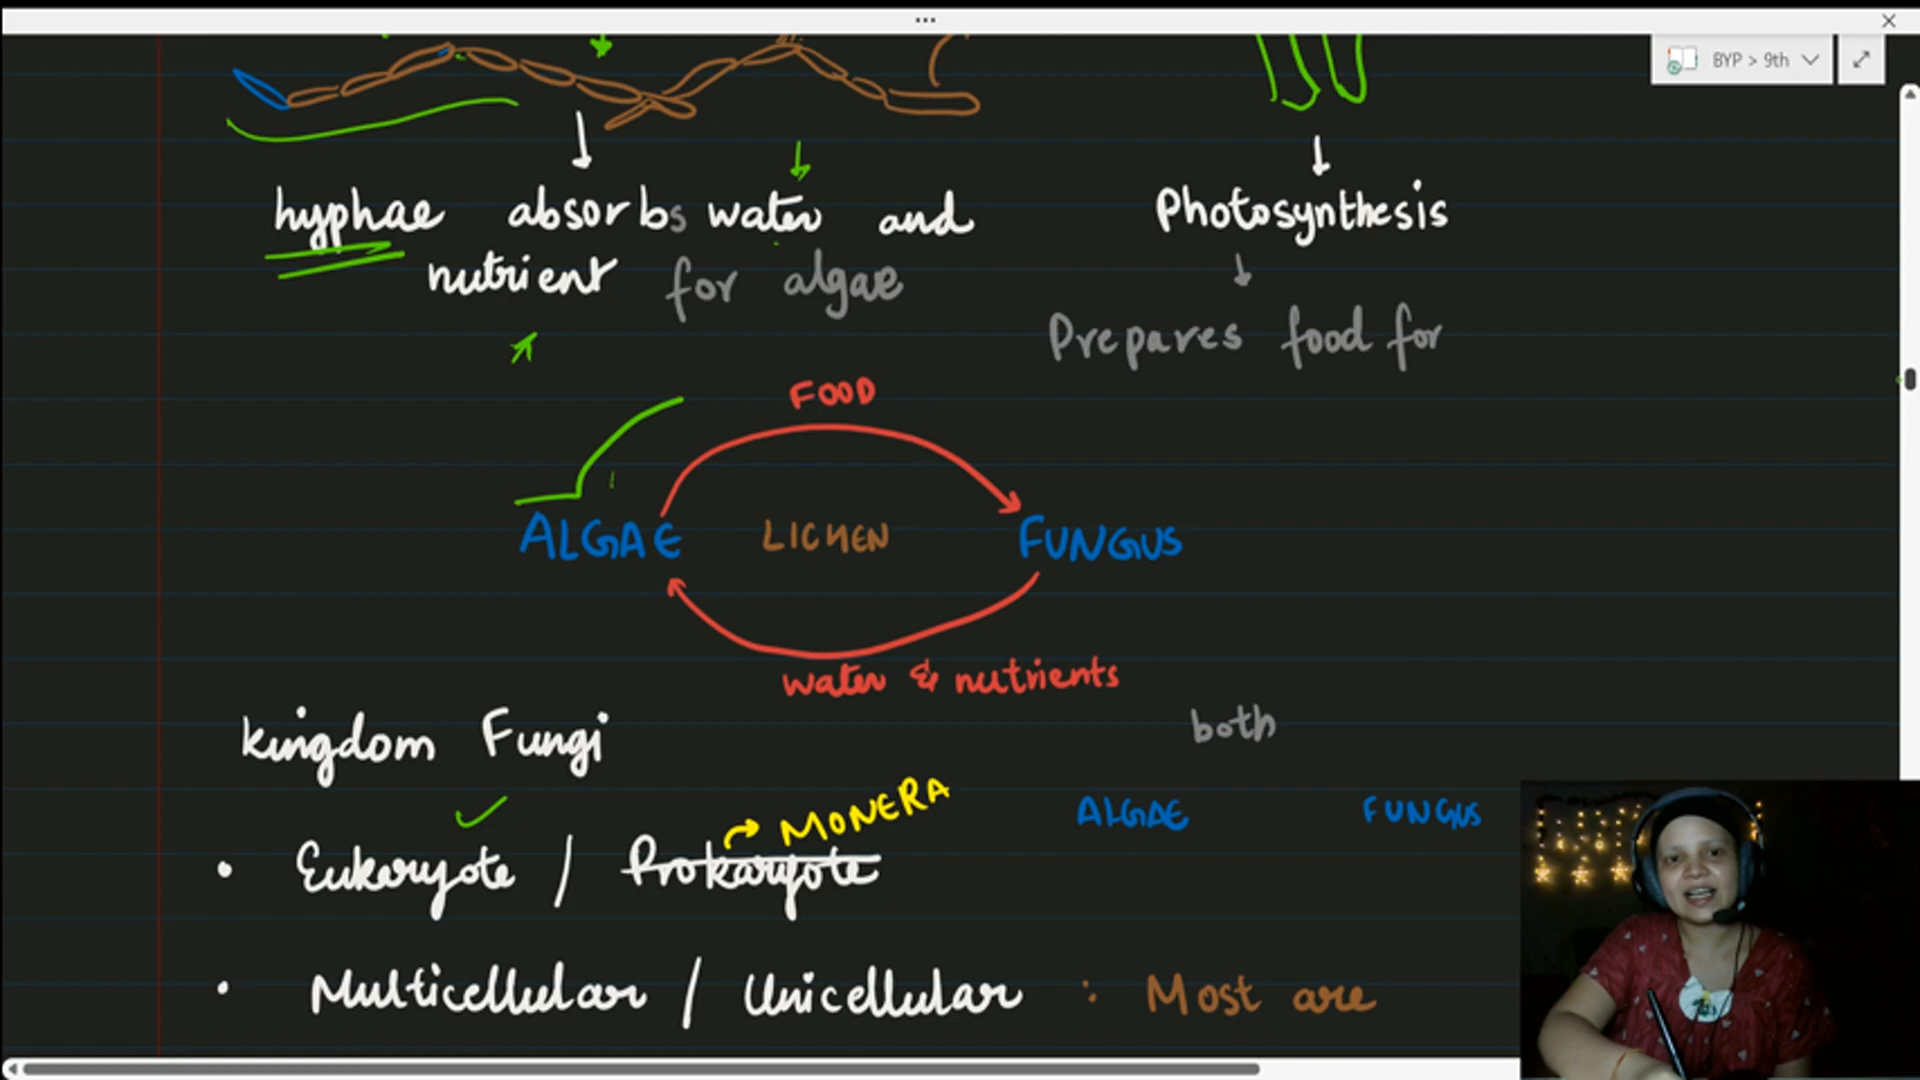 ...
BYP > 9th
hyphae absorbs water and
nutrient for algae
Photosynthesis
Prepares food for
FOOD
ALGAE LICHEN FUNGUS
water & nutrients
both
kingdom Fungi
MONERA
ALGAE FUNGUS
• Eukeryote / Prokaryote
• Multicellular / Unicellular : Most are